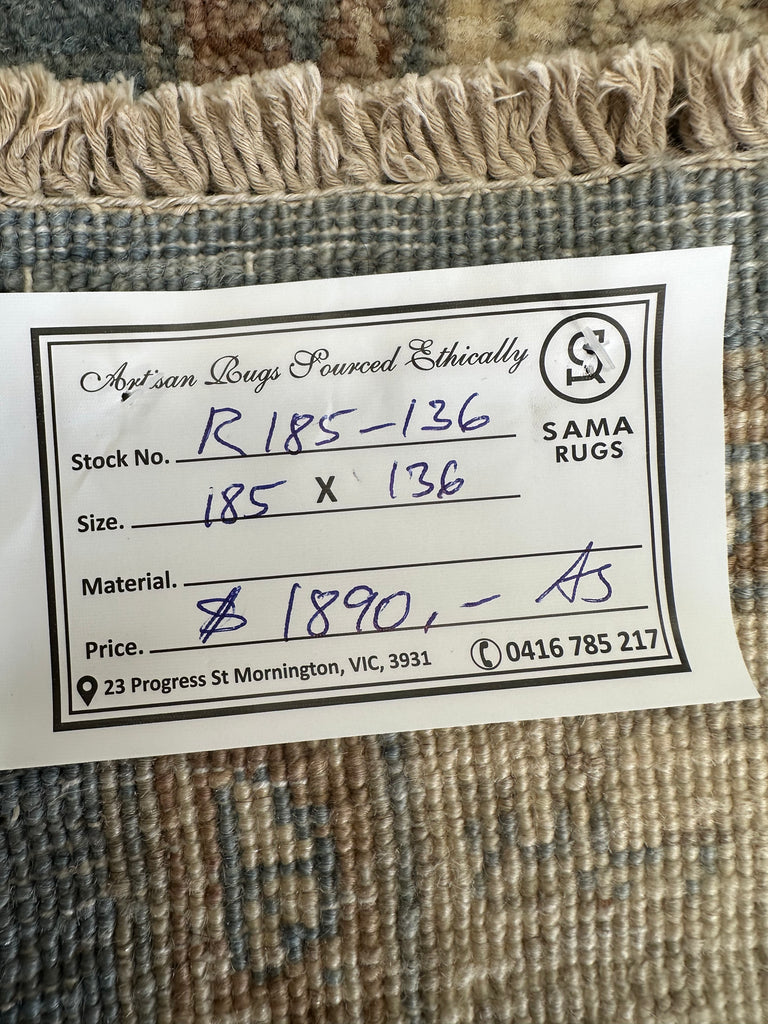 Artisan Rugs Sourced Ethically
SR
SAMA
RUGS
Stock No. R185-136
Size. 185 X 136
Material.
Price. $ 1890,- As
23 Progress St Mornington, VIC, 3931
0416 785 217